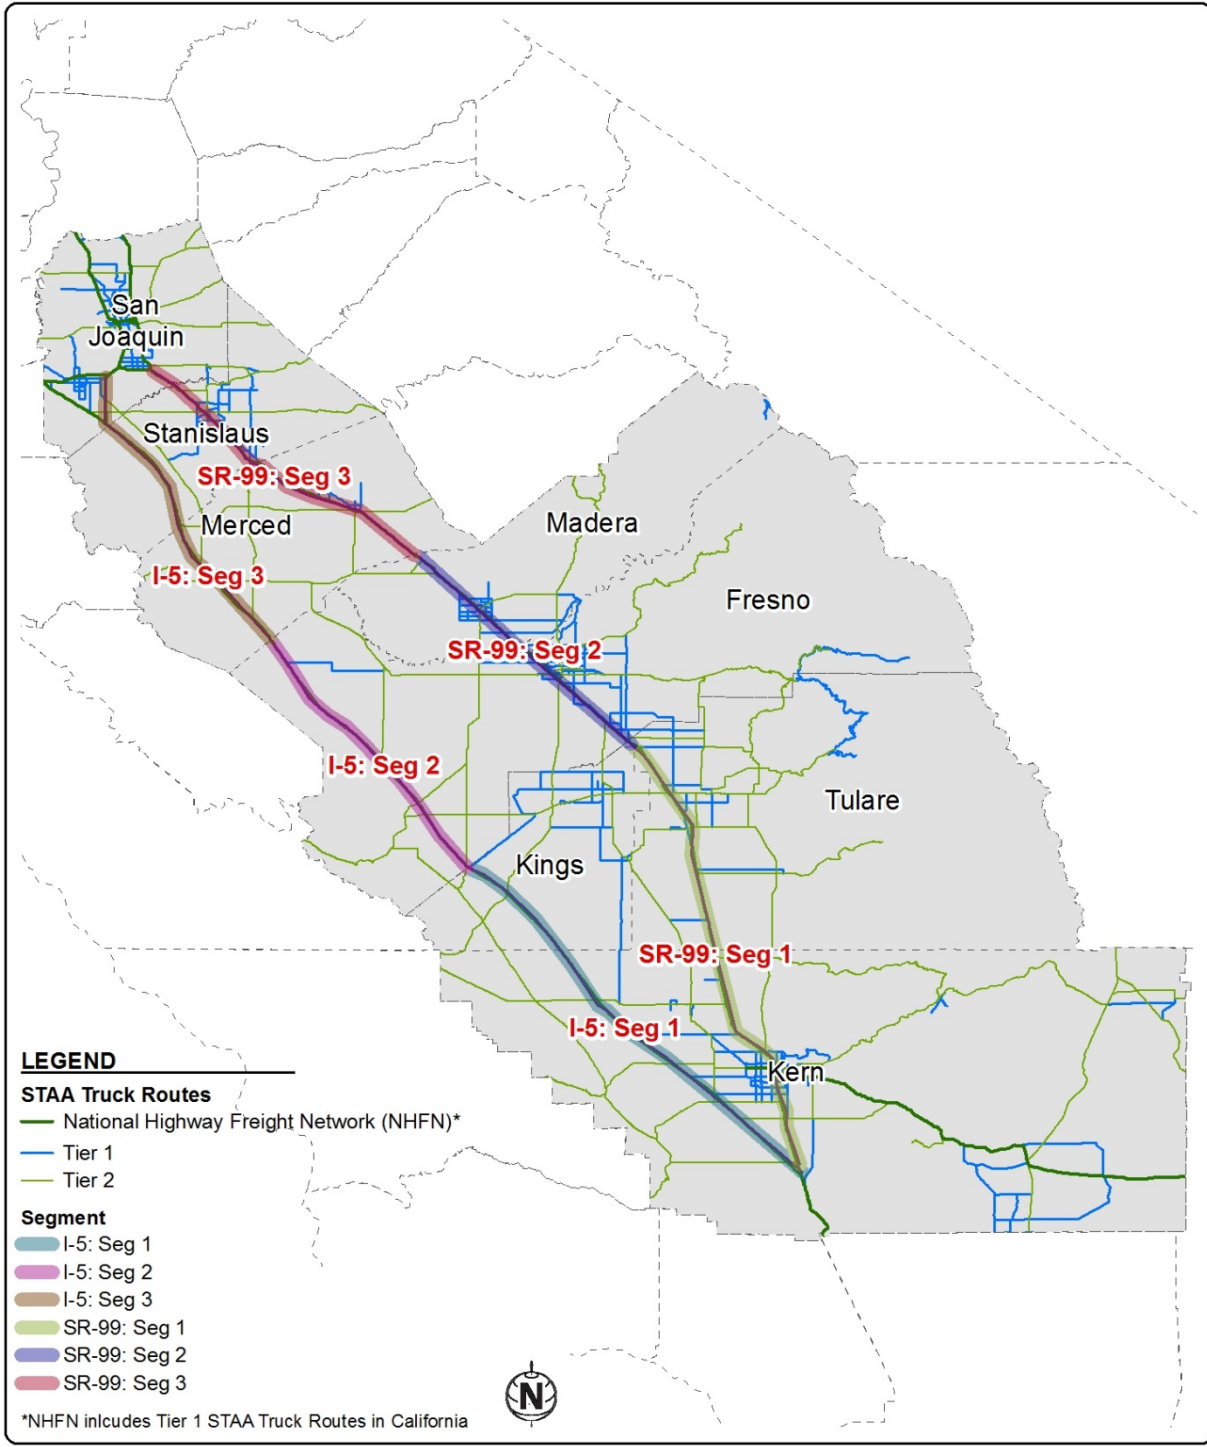 San
Joaquin
Stanislaus
SR-99: Seg 3
Merced
Madera
I-5: Seg 3
Fresno
SR-99: Seg 2
I-5: Seg 2
Tulare
Kings
SR-99: Seg 1
I-5: Seg 1
Kern
LEGEND
STAA Truck Routes
National Highway Freight Network (NHFN)*
Tier 1
Tier 2
Segment
I-5: Seg 1
I-5: Seg 2
I-5: Seg 3
SR-99: Seg 1
SR-99: Seg 2
SR-99: Seg 3
*NHFN inlcudes Tier 1 STAA Truck Routes in California
N